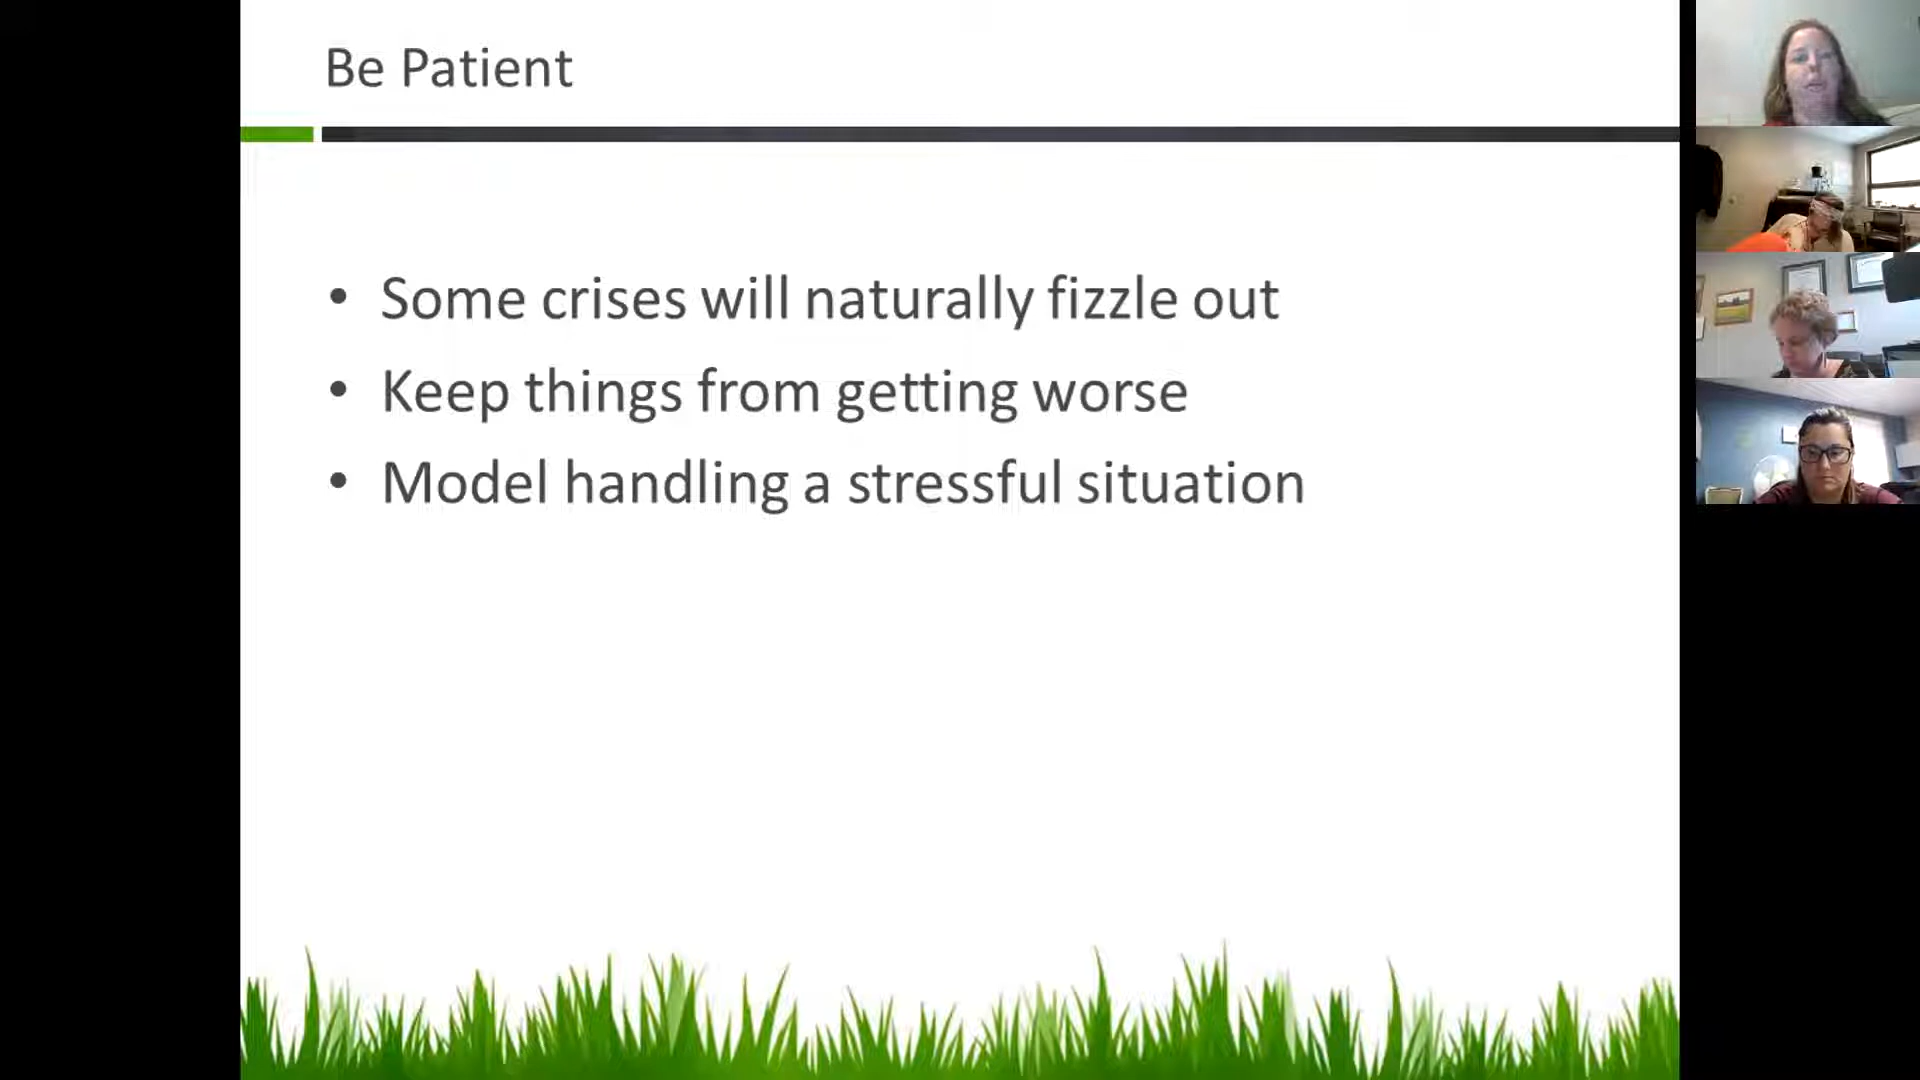 Be Patient
• Some crises will naturally fizzle out
• Keep things from getting worse
• Model handling a stressful situation